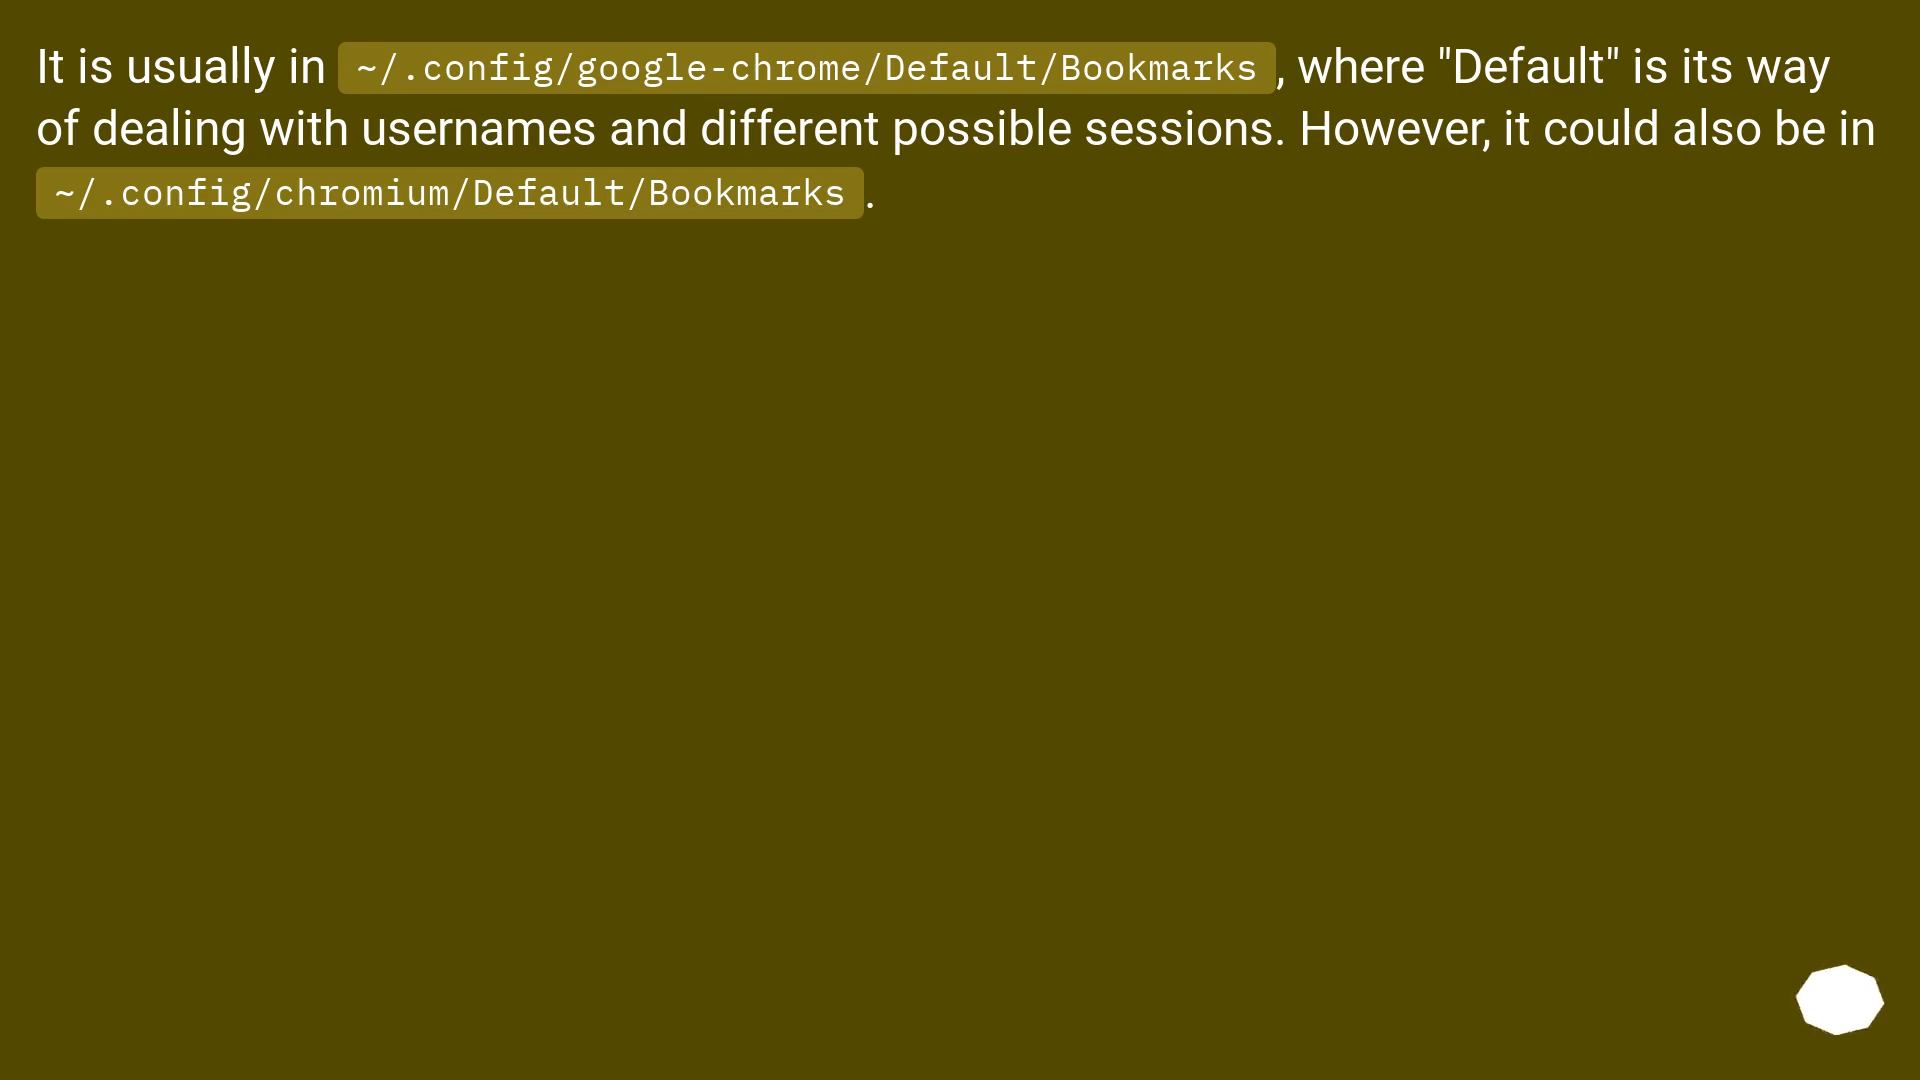 It is usually in ~/.config/google-chrome/Default/Bookmarks, where "Default" is its way
of dealing with usernames and different possible sessions. However, it could also be in
~/.config/chromium/Default/Bookmarks.